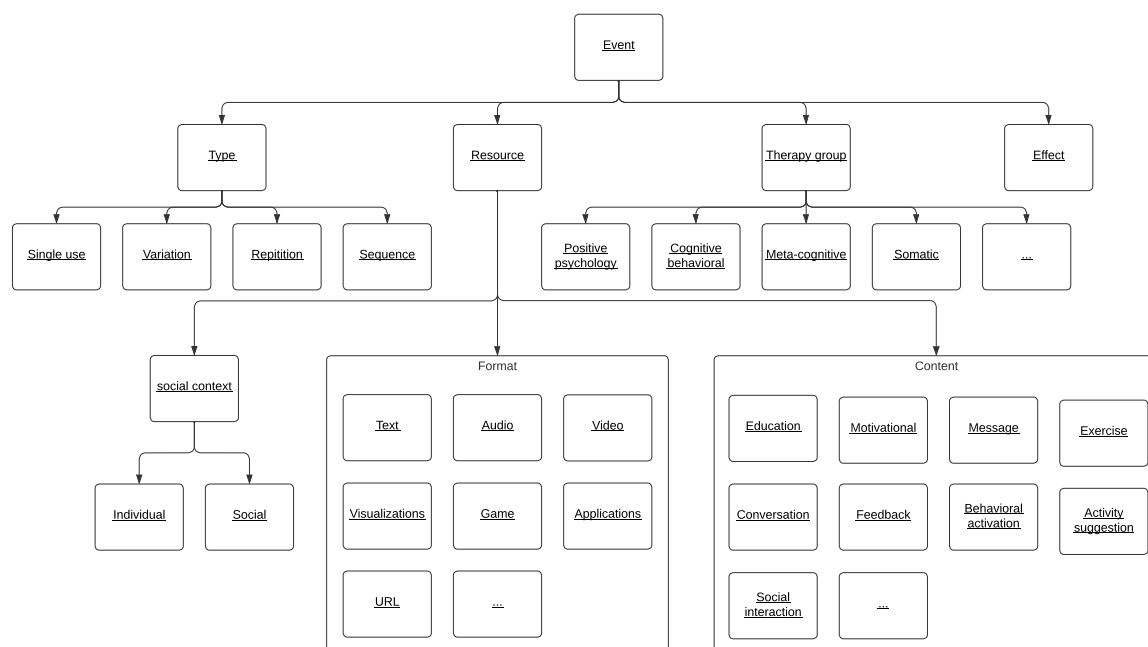 Event
Type
Resource
Therapy group
Effect
Single use
Variation
Repitition
Sequence
Positive
psychology
Cognitive
behavioral
Meta-cognitive
Somatic
...
social context
Individual
Social
Format
Text
Audio
Video
Visualizations
Game
Applications
URL
...
Content
Education
Motivational
Message
Exercise
Conversation
Feedback
Behavioral
activation
Activity
suggestion
Social
interaction
...